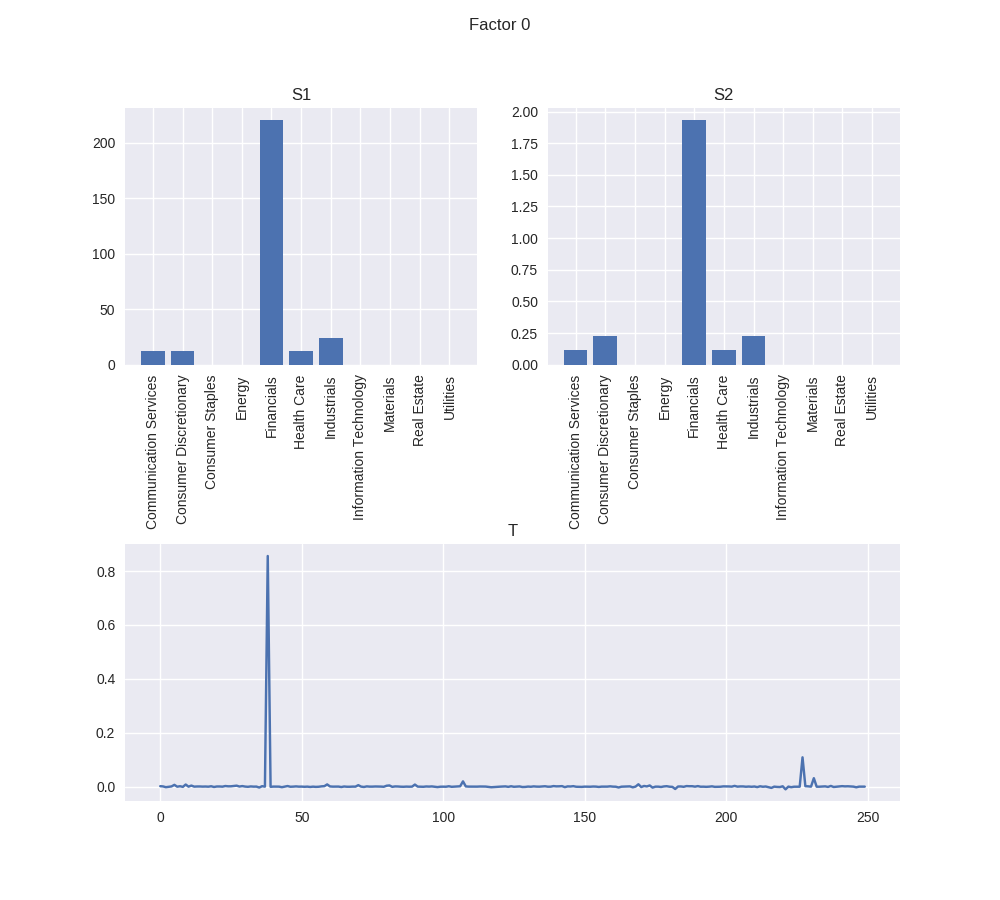 Factor 0
S1
S2
200
150
100
50
0
2.00
1.75
1.50
1.25
1.00
0.75
0.50
0.25
0.00
Communication Services
Consumer Discretionary
Consumer Staples
Energy
Financials
Health Care
Industrials
Information Technology
Materials
Real Estate
Utilities
Communication Services
Consumer Discretionary
Consumer Staples
Energy
Financials
Health Care
Industrials
Information Technology
Materials
Real Estate
Utilities
T
0.8
0.6
0.4
0.2
0.0
0
50
100
150
200
250